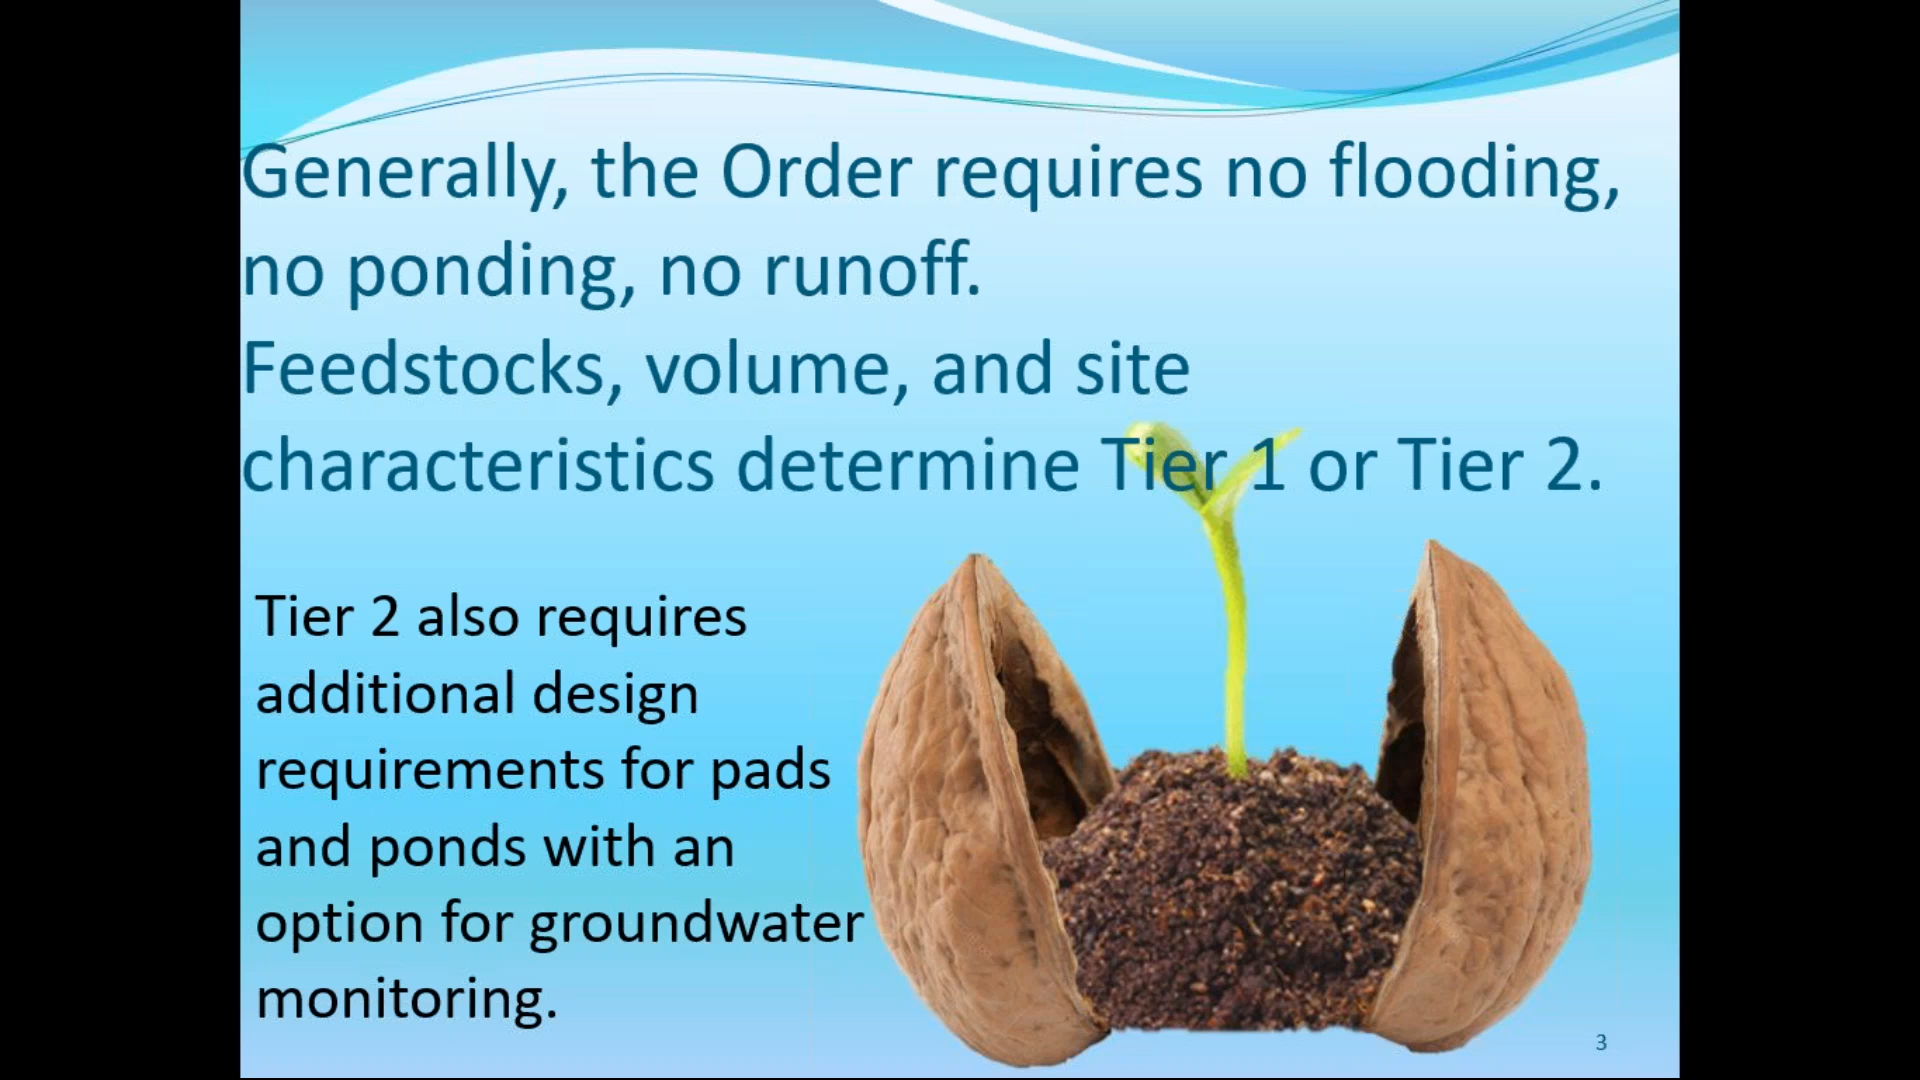 Generally, the Order requires no flooding,
no ponding, no runoff.
Feedstocks, volume, and site
characteristics determine Tier 1 or Tier 2.
Tier 2 also requires
additional design
requirements for pads
and ponds with an
option for groundwater
monitoring.
3